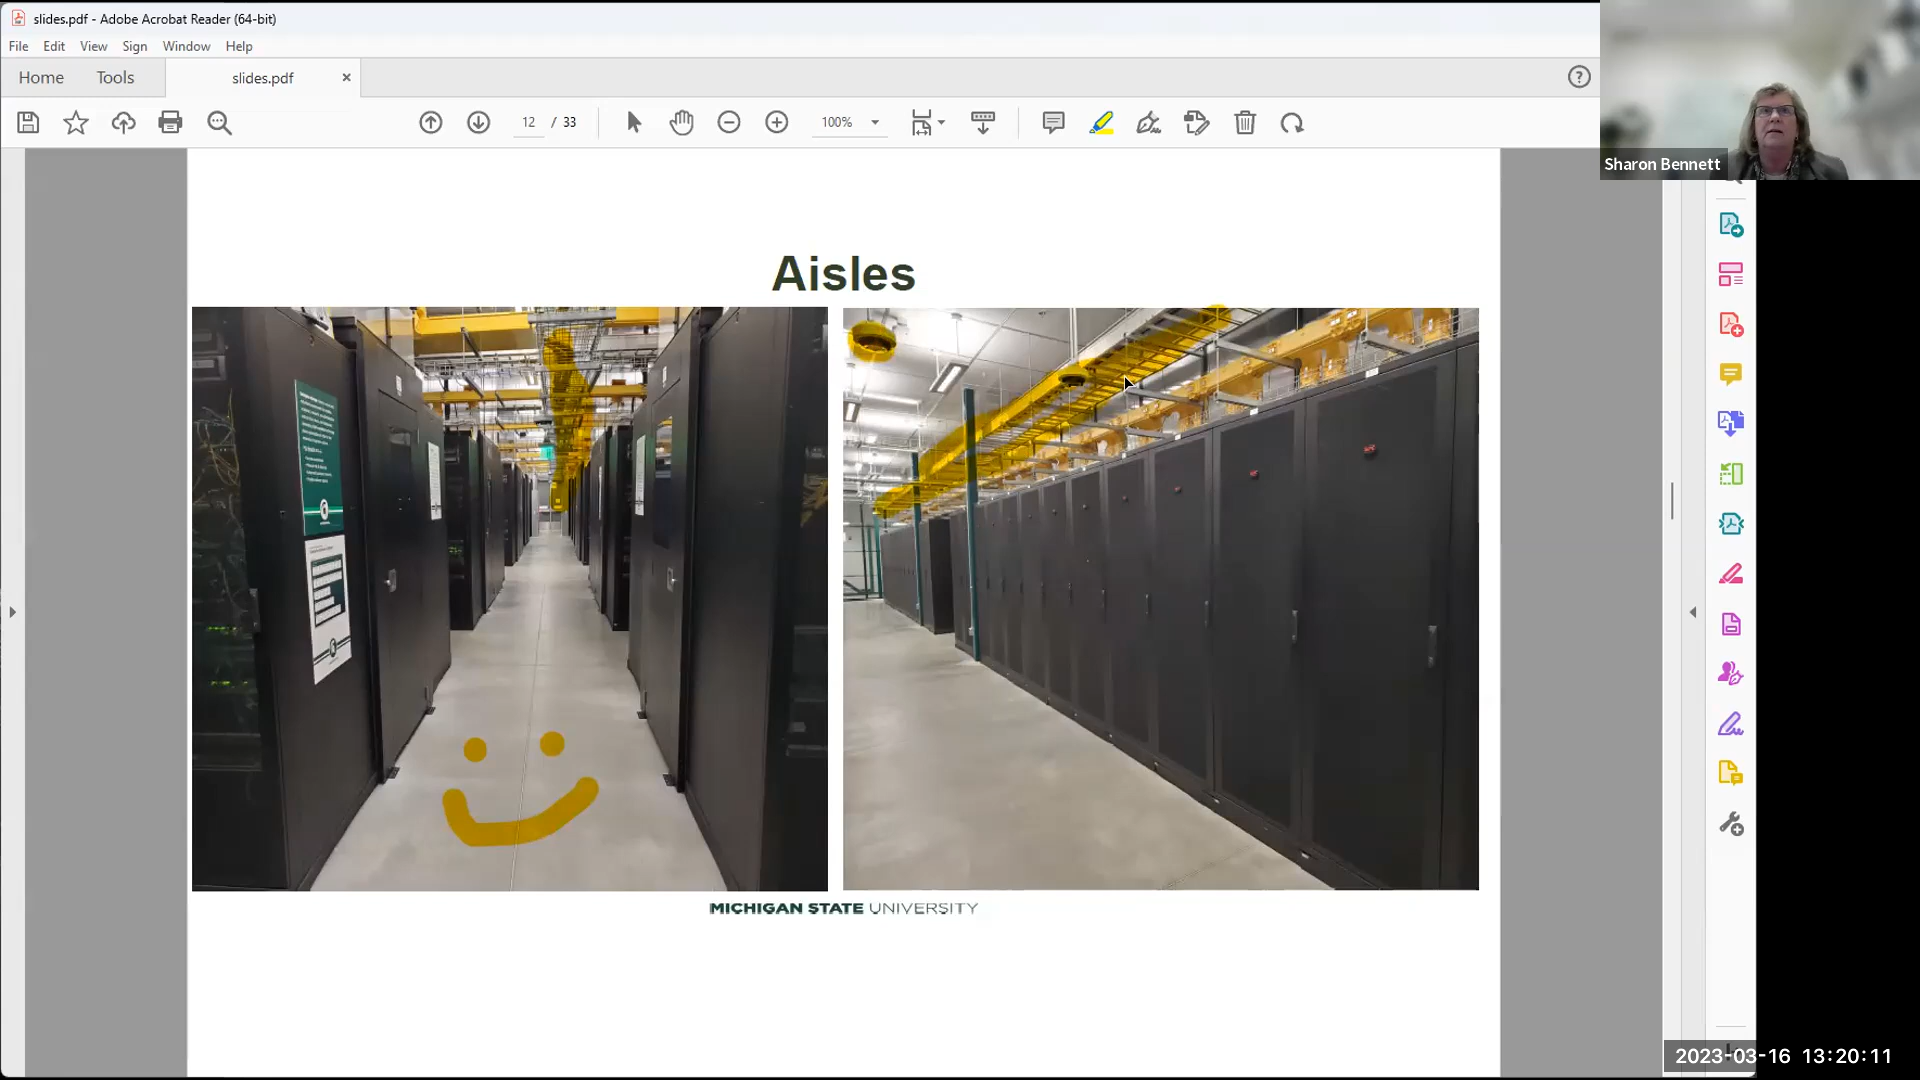 slides.pdf - Adobe Acrobat Reader (64-bit)
File Edit View Sign Window Help
Home Tools slides.pdf
12 / 33 100%
Sharon Bennett
Aisles
MICHIGAN STATE UNIVERSITY
2023-03-16 13:20:11